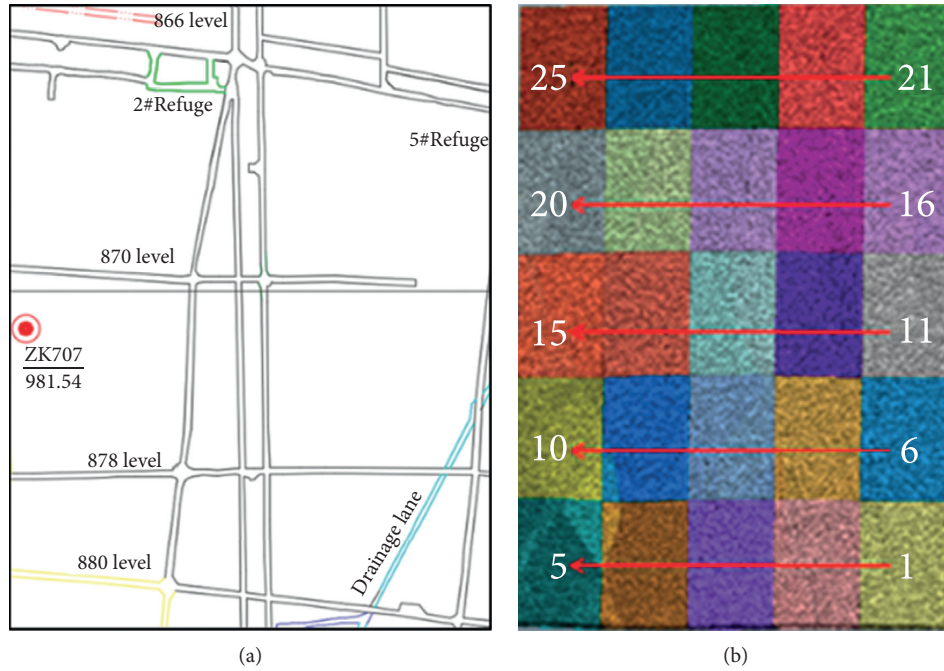 866 level
2#Refuge
5#Refuge
870 level
ZK707
981.54
878 level
880 level
Drainage lane
(a)
25 21
20 16
15 11
10 6
5 1
(b)